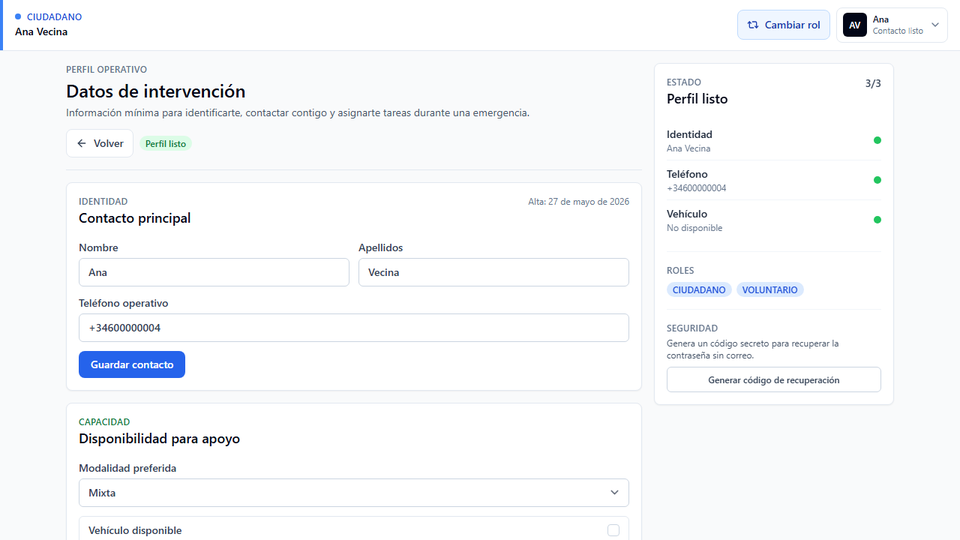 CIUDADANO
Ana Vecina
Cambiar rol
AV
Ana
Contacto listo
PERFIL OPERATIVO
Datos de intervención
Información mínima para identificarte, contactar contigo y asignarte tareas durante una emergencia.
Volver
Perfil listo
IDENTIDAD
Alta: 27 de mayo de 2026
Contacto principal
Nombre
Apellidos
Ana
Vecina
Teléfono operativo
+34600000004
Guardar contacto
CAPACIDAD
Disponibilidad para apoyo
Modalidad preferida
Mixta
Vehículo disponible
ESTADO
3/3
Perfil listo
Identidad
Ana Vecina
Teléfono
+34600000004
Vehículo
No disponible
ROLES
CIUDADANO
VOLUNTARIO
SEGURIDAD
Genera un código secreto para recuperar la
contraseña sin correo.
Generar código de recuperación